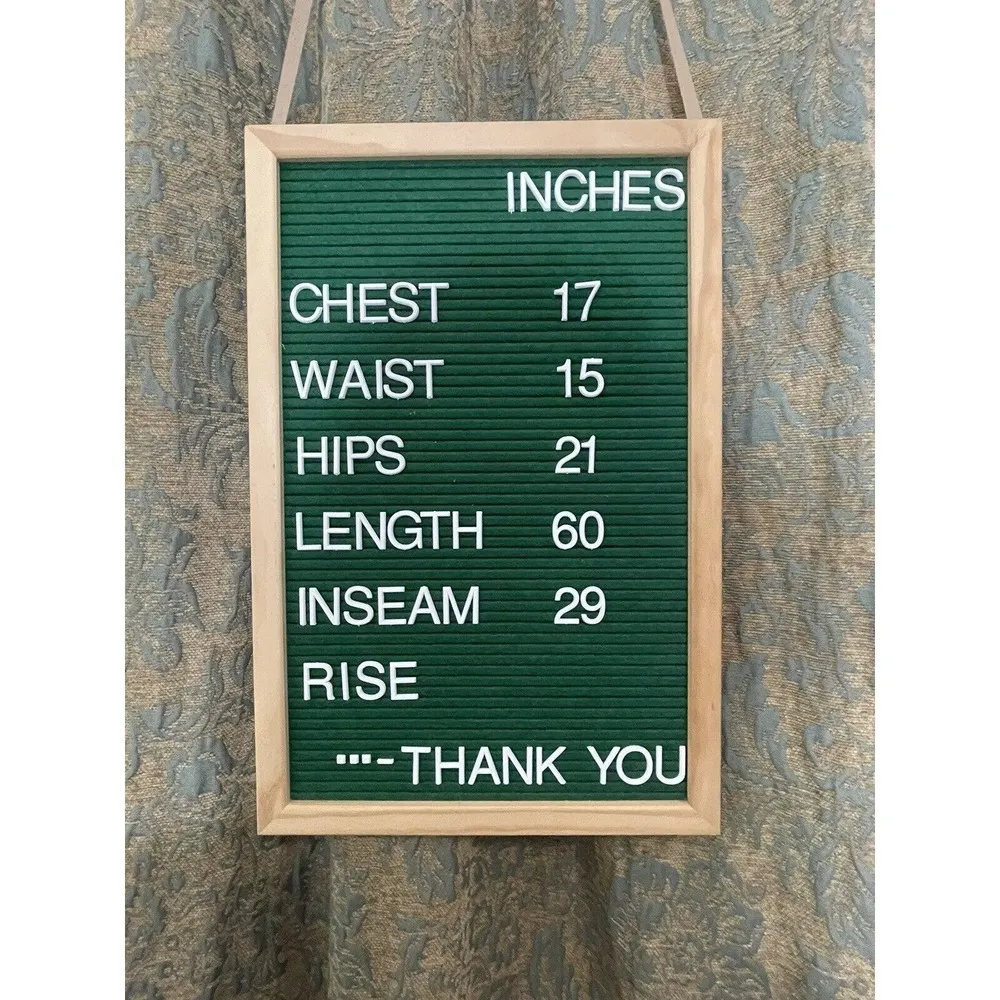 INCHES
CHEST 17
WAIST 15
HIPS 21
LENGTH 60
INSEAM 29
RISE
...-THANK YOU